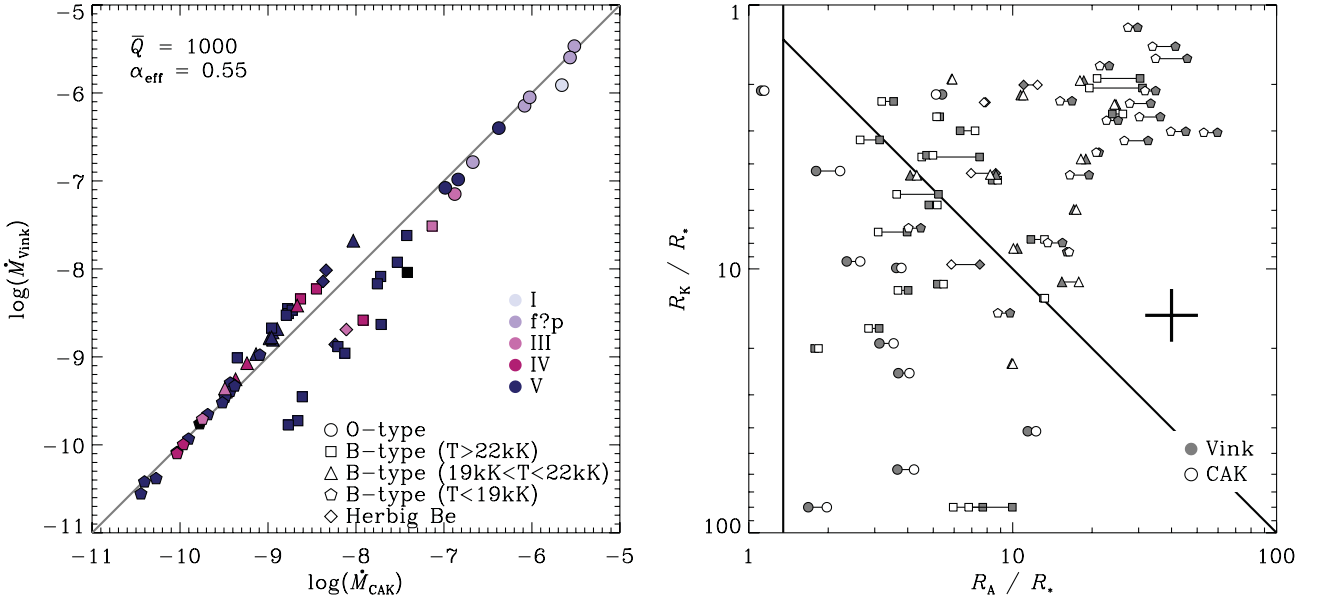 −5
−6
−7
−8
−9
−10
−11
−11 −10 −9 −8 −7 −6 −5
log(Ṁ_Vink)
log(Ṁ_CAK)
Q̄ = 1000
α_eff = 0.55
I
f?p
III
IV
V
O−type
B−type (T>22kK)
B−type (19kK<T<22kK)
B−type (T<19kK)
Herbig Be
1
10
100
1 10 100
R_K / R_*
R_A / R_*
Vink
CAK